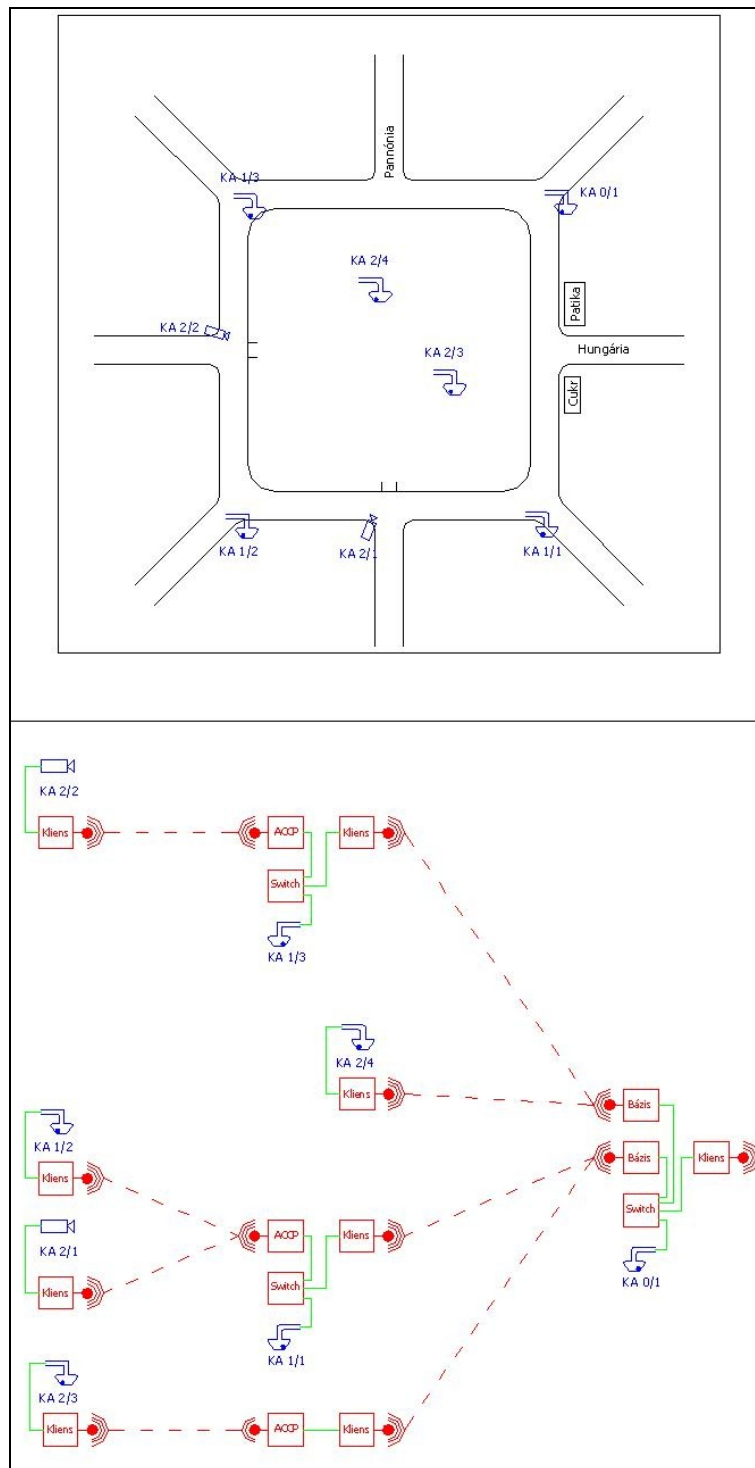 Pannónia
KA 1/3
KA 0/1
KA 2/4
Patika
KA 2/2
Hungária
KA 2/3
Cukr
KA 1/2
KA 2/1
KA 1/1
KA 2/2
Kliens
ACCP
Kliens
Switch
KA 1/3
KA 2/4
Kliens
Bázis
KA 1/2
Kliens
Bázis
Kliens
Switch
KA 2/1
ACCP
Kliens
KA 0/1
Kliens
Switch
KA 1/1
KA 2/3
Kliens
ACCP
Kliens